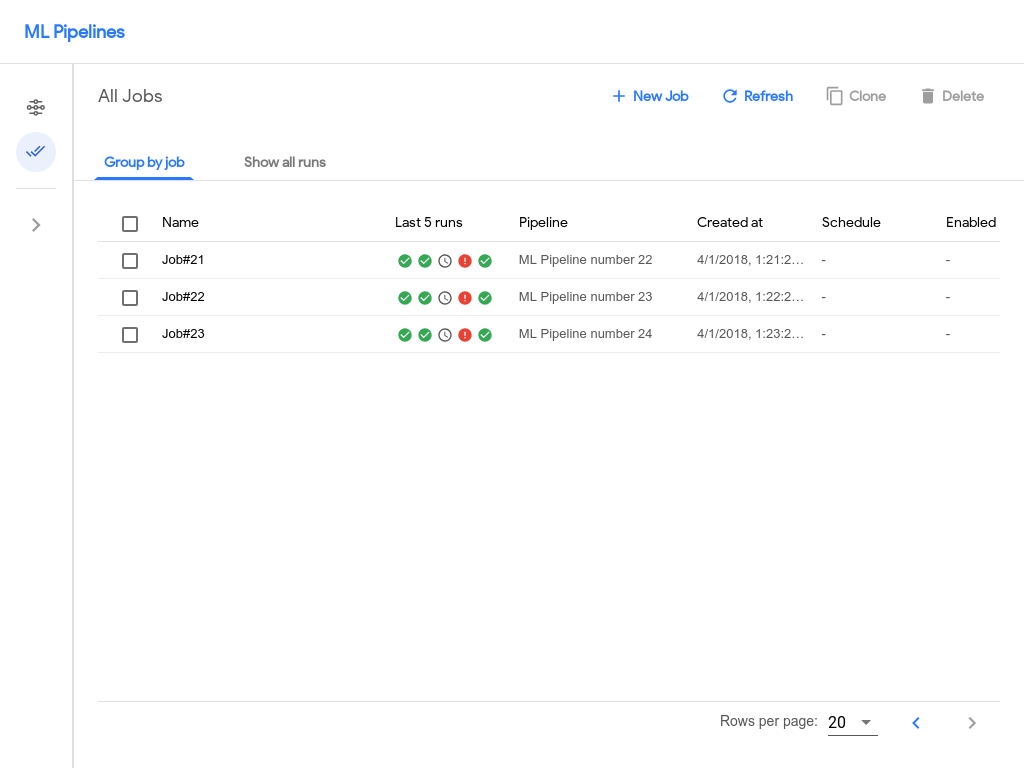 ML Pipelines
All Jobs
New Job
Refresh
Clone
Delete
Group by job
Show all runs
Name Last 5 runs Pipeline Created at Schedule Enabled
Job#21 ML Pipeline number 22 4/1/2018, 1:21:2... - -
Job#22 ML Pipeline number 23 4/1/2018, 1:22:2... - -
Job#23 ML Pipeline number 24 4/1/2018, 1:23:2... - -
Rows per page: 20